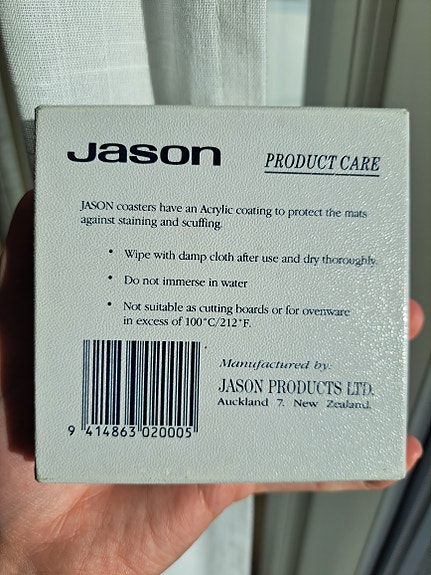 Jason
PRODUCT CARE
JASON coasters have an Acrylic coating to protect the mats
against staining and scuffing.
• Wipe with damp cloth after use and dry thoroughly.
• Do not immerse in water
• Not suitable as cutting boards or for ovenware
in excess of 100°C/212°F.
Manufactured by:
JASON PRODUCTS LTD.
Auckland 7. New Zealand.
9 414863 020005